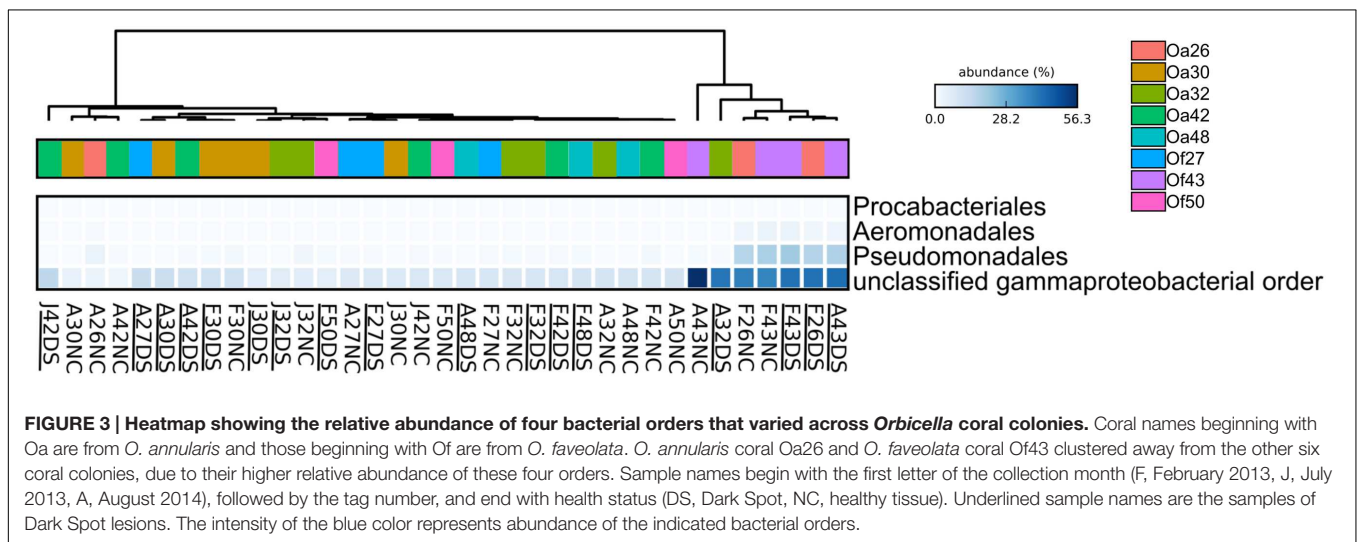 abundance (%)
0.0 28.2 56.3
Oa26
Oa30
Oa32
Oa42
Oa48
Of27
Of43
Of50
Procabacteriales
Aeromonadales
Pseudomonadales
unclassified gammaproteobacterial order
J42DS
A30NC
A26NC
A42NC
A27DS
A30DS
A42DS
F30DS
F30NC
J30DS
J32DS
J32NC
F50DS
A27NC
F27DS
J30NC
J42NC
F50NC
A48DS
F27NC
F32NC
F32DS
F42DS
F48DS
A32NC
A48NC
F42NC
A50NC
A43NC
A32DS
F26NC
F43NC
F43DS
F26DS
A43DS
FIGURE 3 | Heatmap showing the relative abundance of four bacterial orders that varied across Orbicella coral colonies. Coral names beginning with
Oa are from O. annularis and those beginning with Of are from O. faveolata. O. annularis coral Oa26 and O. faveolata coral Of43 clustered away from the other six
coral colonies, due to their higher relative abundance of these four orders. Sample names begin with the first letter of the collection month (F, February 2013, J, July
2013, A, August 2014), followed by the tag number, and end with health status (DS, Dark Spot, NC, healthy tissue). Underlined sample names are the samples of
Dark Spot lesions. The intensity of the blue color represents abundance of the indicated bacterial orders.